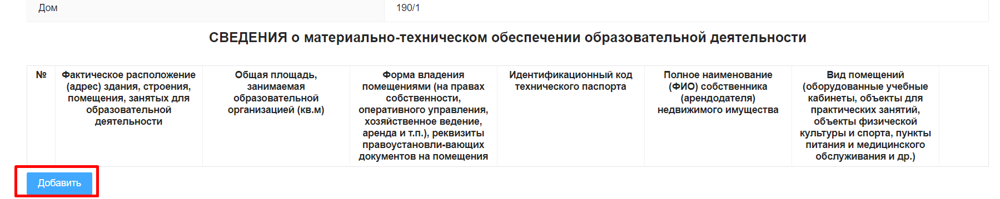 Дом 190/1
СВЕДЕНИЯ о материально-техническом обеспечении образовательной деятельности
№
Фактическое расположение
(адрес) здания, строения,
помещения, занятых для
образовательной
деятельности
Общая площадь,
занимаемая
образовательной
организацией (кв.м)
Форма владения
помещениями (на правах
собственности,
оперативного управления,
хозяйственное ведение,
аренда и т.п.), реквизиты
правоустановли-вающих
документов на помещения
Идентификационный код
технического паспорта
Полное наименование
(ФИО) собственника
(арендодателя)
недвижимого имущества
Вид помещений
(оборудованные учебные
кабинеты, объекты для
практических занятий,
объекты физической
культуры и спорта, пункты
питания и медицинского
обслуживания и др.)
Добавить